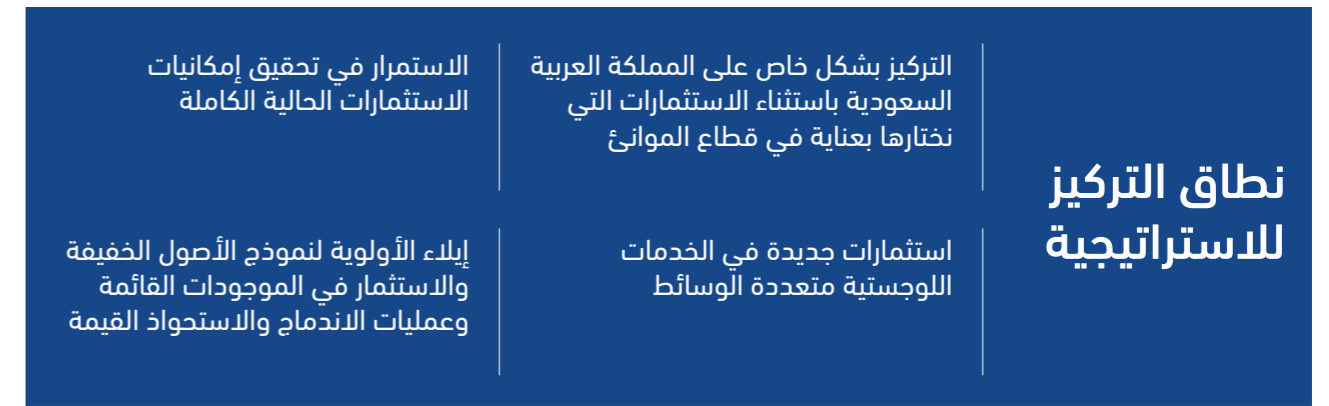 نطاق التركيز
للاستراتيجية
التركيز بشكل خاص على المملكة العربية
السعودية باستثناء الاستثمارات التي
نختارها بعناية في قطاع الموانئ
الاستمرار في تحقيق إمكانيات
الاستثمارات الحالية الكاملة
استثمارات جديدة في الخدمات
اللوجستية متعددة الوسائط
إيلاء الأولوية لنموذج الأصول الخفيفة
والاستثمار في الموجودات القائمة
وعمليات الاندماج والاستحواذ القيمة